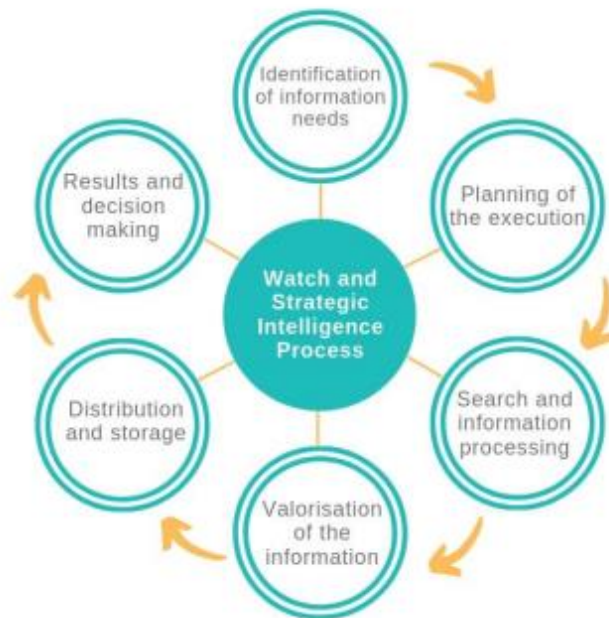 Identification
of information
needs
Planning of
the execution
Search and
information
processing
Valorisation
of the
information
Distribution
and storage
Results and
decision
making
Watch and
Strategic
Intelligence
Process